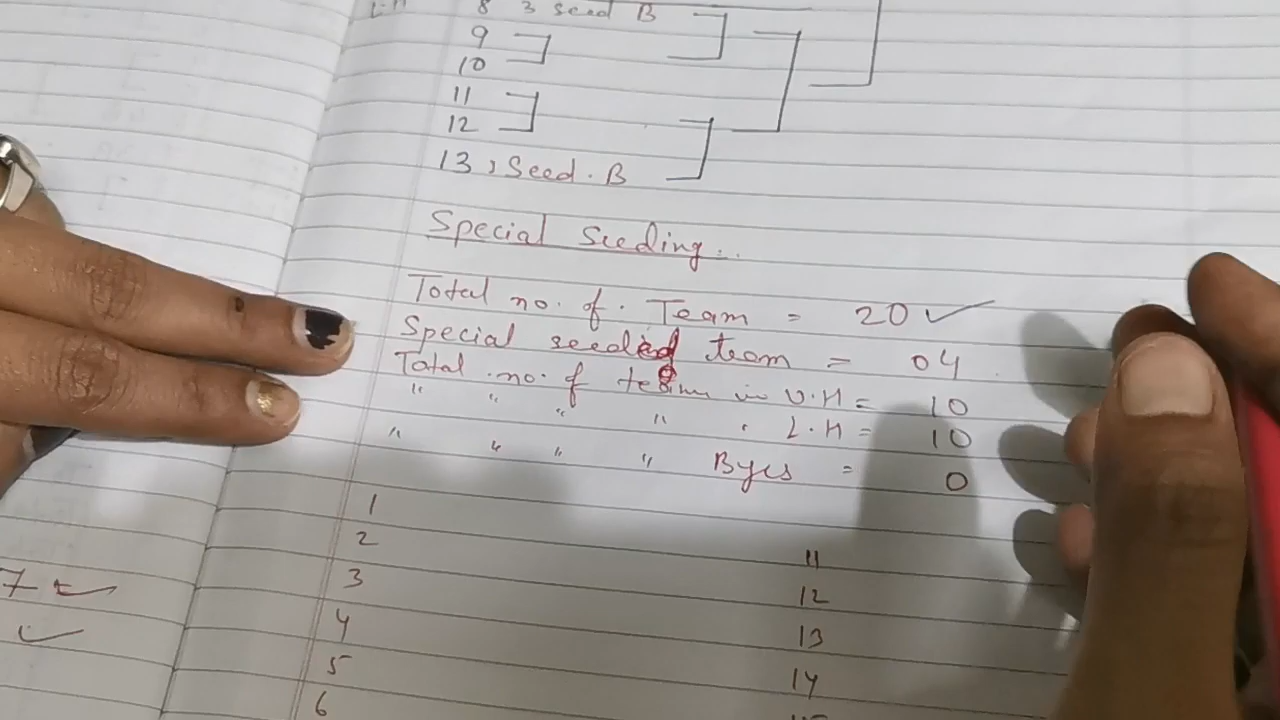 8 3 seed B
9
10
11
12
13, Seed. B
Special Seeding..
Total no. of. Team = 20 ✓
Special seeded team = 04
Total no. of team in U.H = 10
" " " " L.H = 10
" " " " Byes = 0
1
2 11
3 12
4 13
5 14
6
7